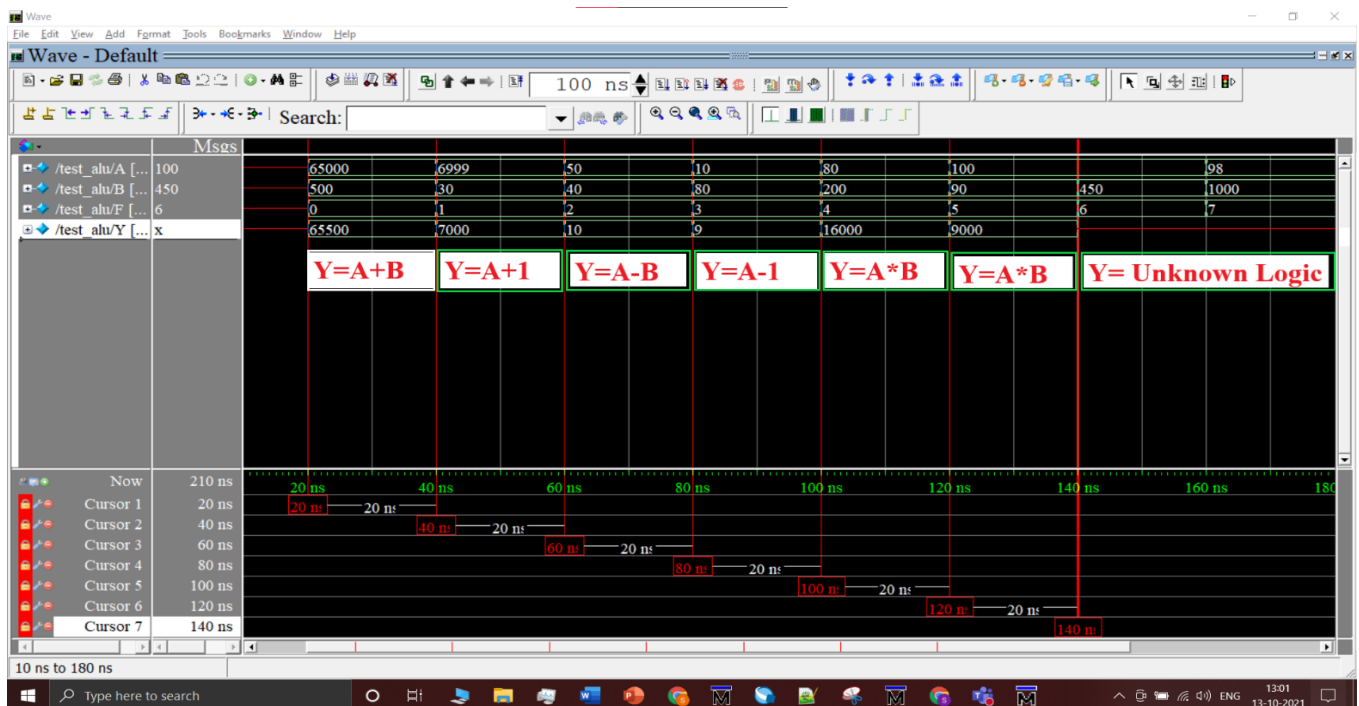 Wave
File Edit View Add Format Tools Bookmarks Window Help
Wave - Default
100 ns
Search:
Msgs
/test_alu/A [... 100 65000 6999 50 10 80 100 98
/test_alu/B [... 450 500 30 40 80 200 90 450 1000
/test_alu/F [... 6 0 1 2 3 4 5 6 7
/test_alu/Y [... x 65500 7000 10 9 16000 9000
Y=A+B Y=A+1 Y=A-B Y=A-1 Y=A*B Y=A*B Y= Unknown Logic
Now 210 ns 20 ns 40 ns 60 ns 80 ns 100 ns 120 ns 140 ns 160 ns 180
Cursor 1 20 ns 20 ns 20 ns
Cursor 2 40 ns 40 ns 20 ns
Cursor 3 60 ns 60 ns 20 ns
Cursor 4 80 ns 80 ns 20 ns
Cursor 5 100 ns 100 n 20 ns
Cursor 6 120 ns 120 n 20 ns
Cursor 7 140 ns 140 n
10 ns to 180 ns
Type here to search ENG 13:01
13-10-2021